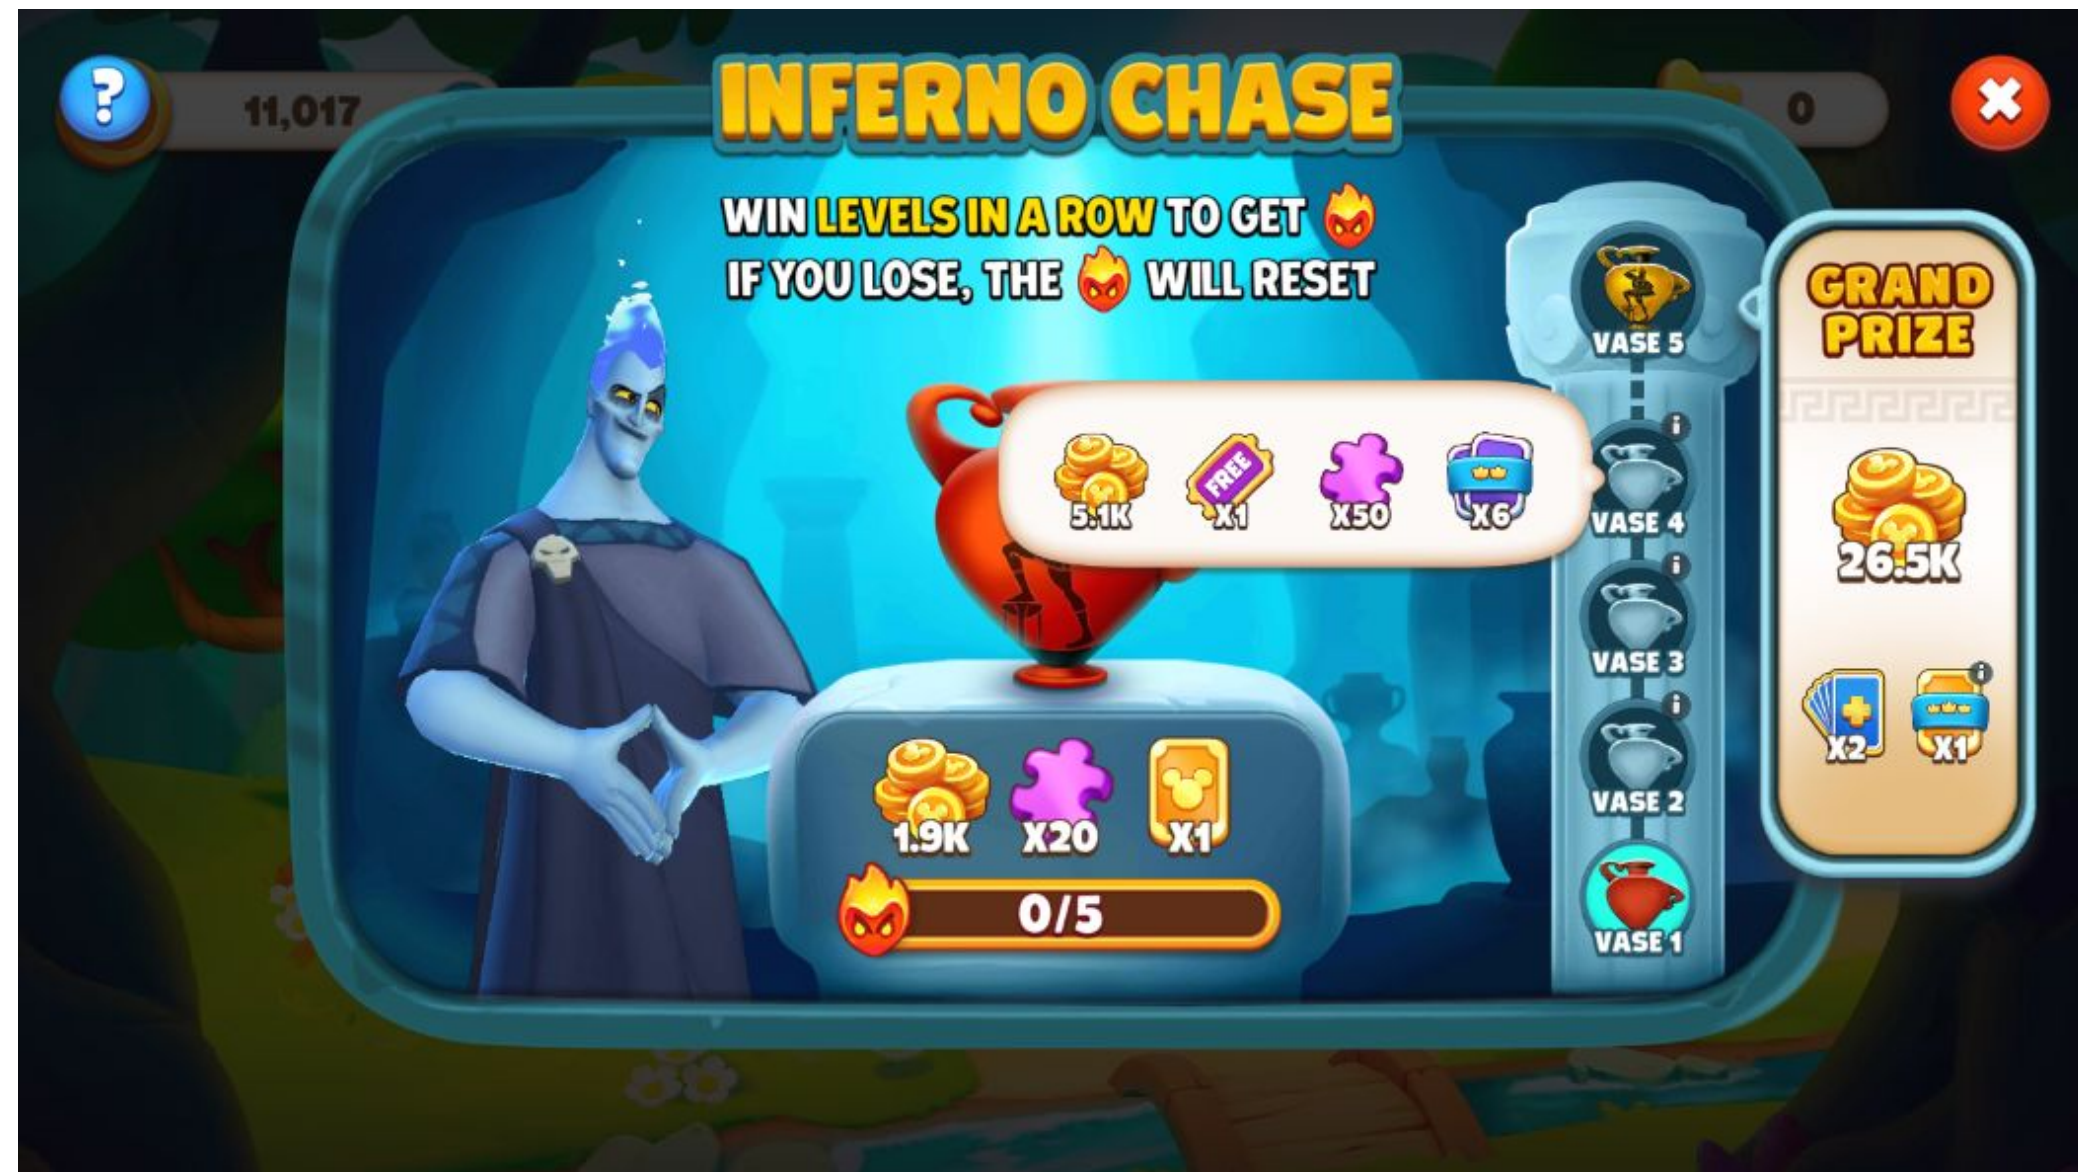 ?
11,017
INFERNO CHASE
0
WIN LEVELS IN A ROW TO GET
IF YOU LOSE, THE WILL RESET
VASE 5
GRAND
PRIZE
5.1K
FREE
X1
X50
X6
VASE 4
26.5K
VASE 3
X2
X1
VASE 2
1.9K
X20
X1
0/5
VASE 1